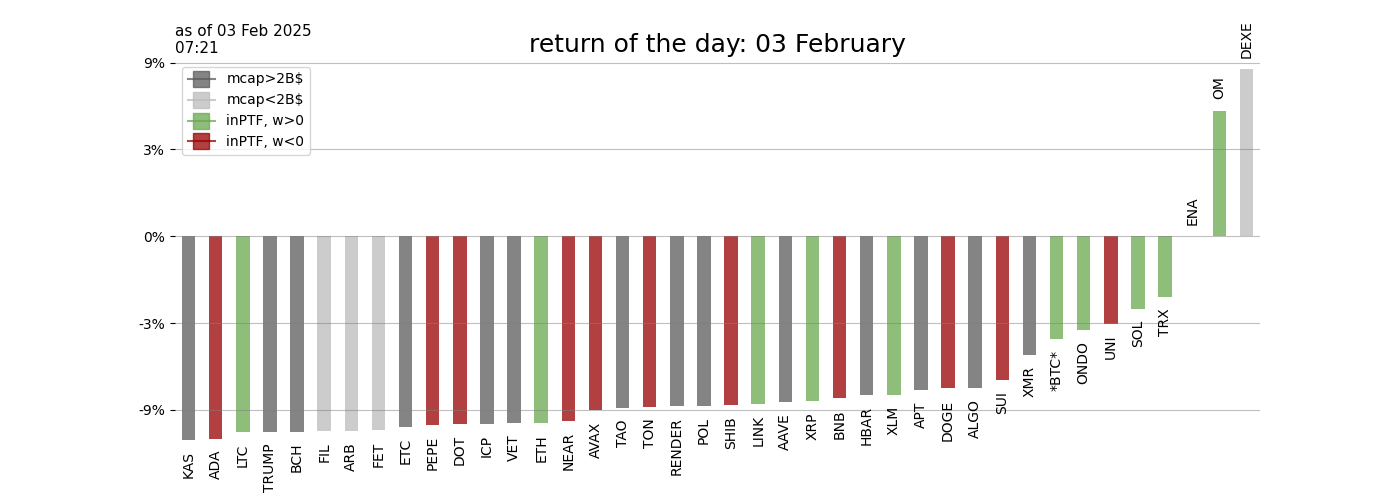 as of 03 Feb 2025
07:21
return of the day: 03 February
9%
3%
0%
-3%
-9%
mcap>2B$
mcap<2B$
inPTF, w>0
inPTF, w<0
KAS
ADA
LTC
TRUMP
BCH
FIL
ARB
FET
ETC
PEPE
DOT
ICP
VET
ETH
NEAR
AVAX
TAO
TON
RENDER
POL
SHIB
LINK
AAVE
XRP
BNB
HBAR
XLM
APT
DOGE
ALGO
SUI
XMR
*BTC*
ONDO
UNI
SOL
TRX
ENA
OM
DEXE